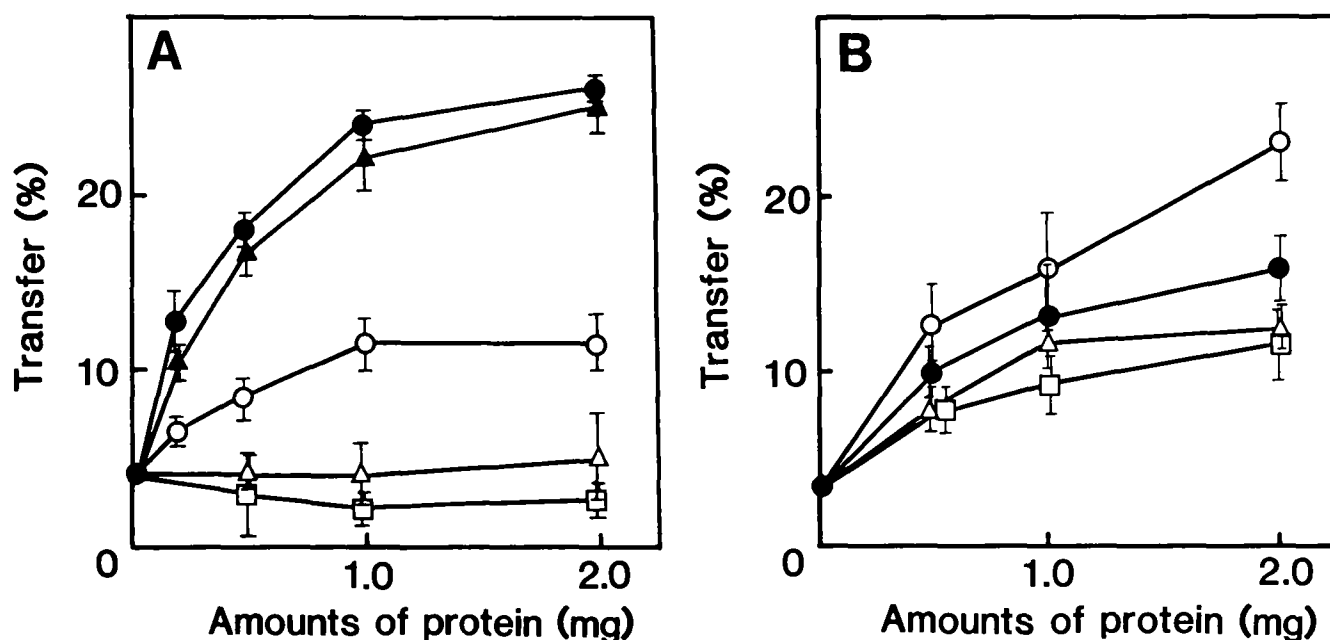 A
Transfer (%)
20
10
0
1.0
2.0
Amounts of protein (mg)
B
Transfer (%)
20
10
0
1.0
2.0
Amounts of protein (mg)